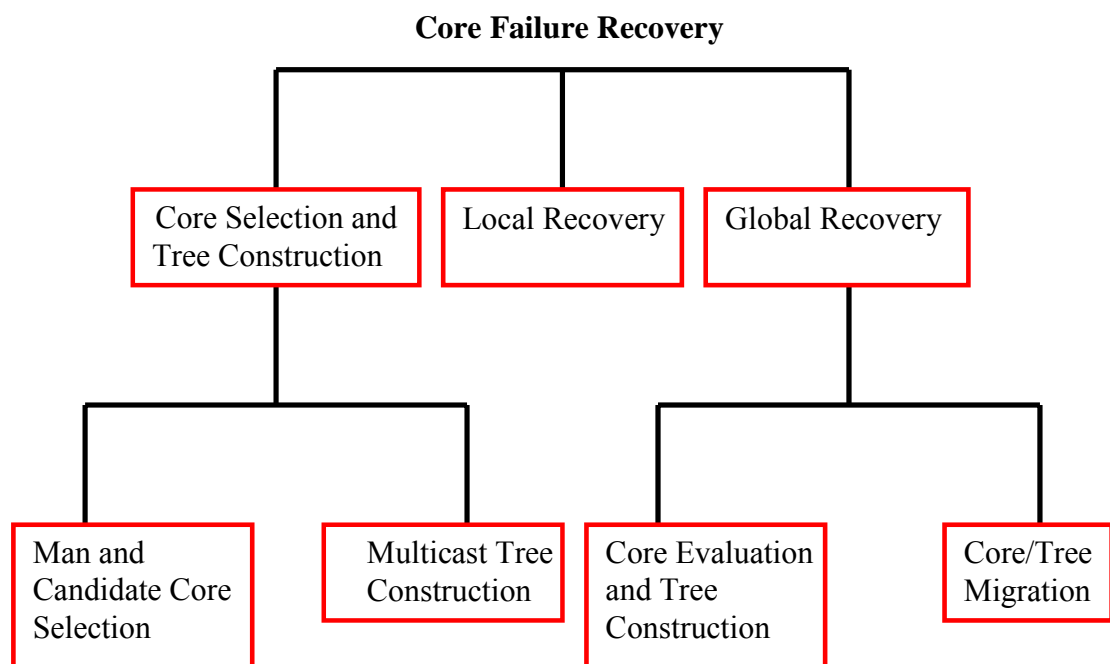 Core Failure Recovery
Core Selection and
Tree Construction
Local Recovery
Global Recovery
Man and
Candidate Core
Selection
Multicast Tree
Construction
Core Evaluation
and Tree
Construction
Core/Tree
Migration